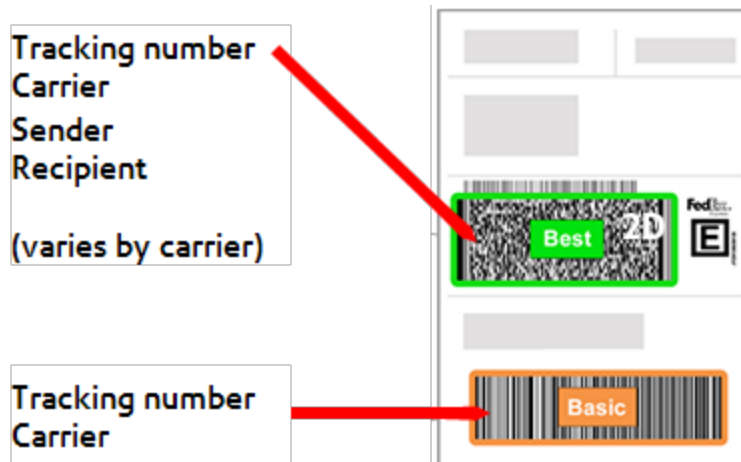 Tracking number
Carrier
Sender
Recipient
(varies by carrier)
Best
2D
FedEx
E
Tracking number
Carrier
Basic